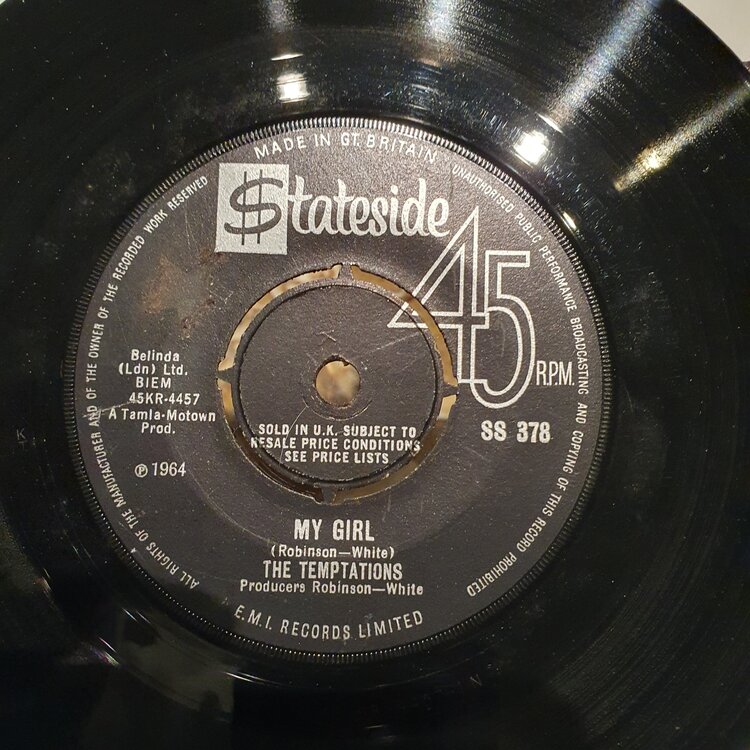 MADE IN GT. BRITAIN
UNAUTHORISED PUBLIC PERFORMANCE BROADCASTING AND COPYING OF THIS RECORD PROHIBITED
ALL RIGHTS OF THE MANUFACTURER AND OF THE OWNER OF THE RECORDED WORK RESERVED
$tateside
45
R.P.M.
Belinda
(Ldn) Ltd.
BIEM
45KR-4457
A Tamla-Motown
Prod.
℗ 1964
SS 378
SOLD IN U.K. SUBJECT TO
RESALE PRICE CONDITIONS
SEE PRICE LISTS
MY GIRL
(Robinson—White)
THE TEMPTATIONS
Producers Robinson—White
E.M.I. RECORDS LIMITED